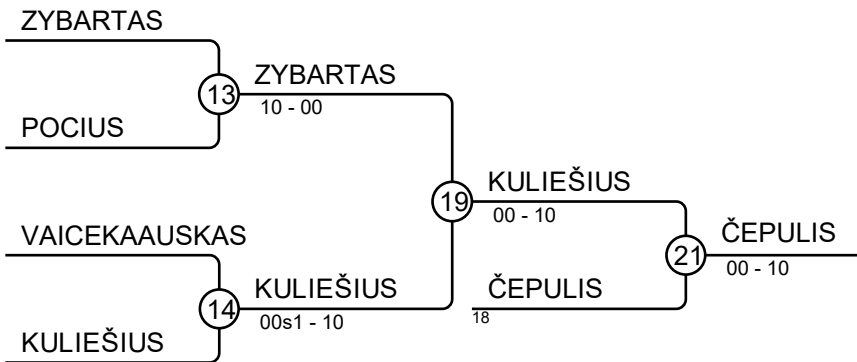 ZYBARTAS
13
ZYBARTAS
10 - 00
POCIUS
19
KULIEŠIUS
00 - 10
VAICEKAAUSKAS
21
ČEPULIS
00 - 10
14
KULIEŠIUS
00s1 - 10
ČEPULIS
18
KULIEŠIUS